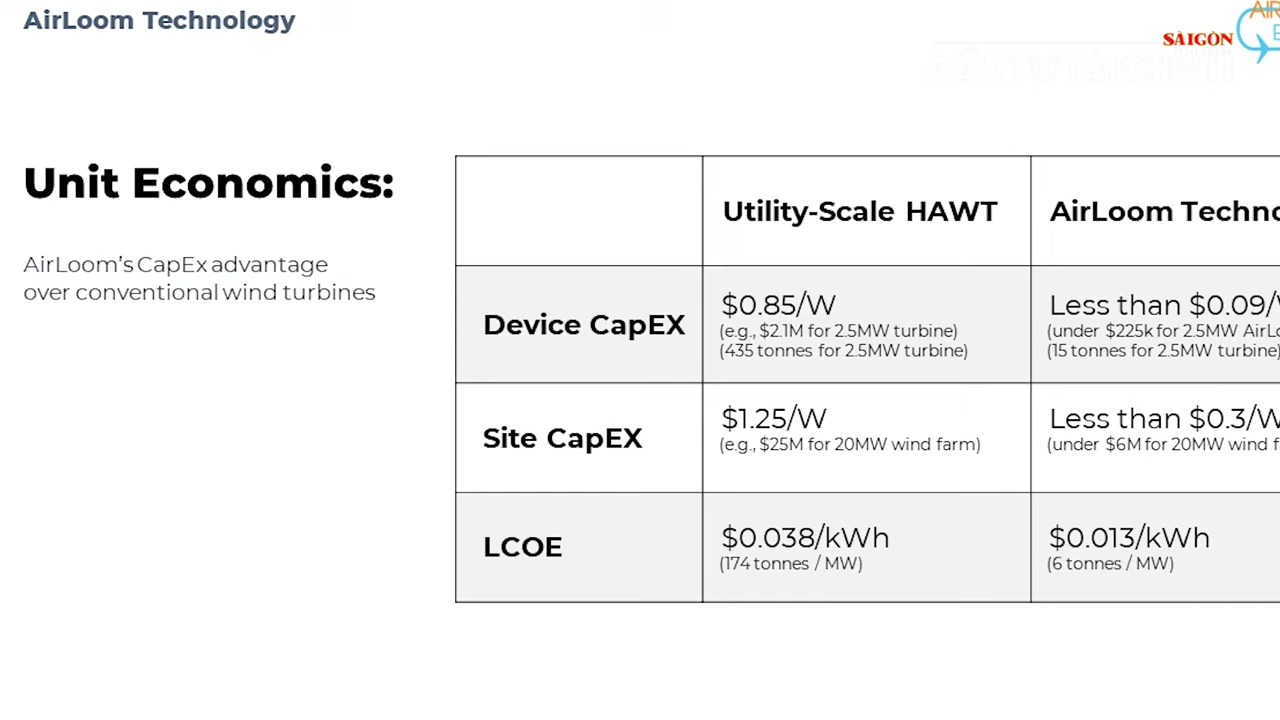 AirLoom Technology
SÀIGÒN
Unit Economics:
AirLoom's CapEx advantage
over conventional wind turbines
Utility-Scale HAWT
AirLoom
Device CapEX
$0.85/W
(e.g., $2.1M for 2.5MW turbine)
(435 tonnes for 2.5MW turbine)
Less than $0.09/
(under $225k for 2.5MW
(15 tonnes for 2.5MW turbine)
Site CapEX
$1.25/W
(e.g., $25M for 20MW wind farm)
Less than $0.3/W
(under $6M for 20MW wind
LCOE
$0.038/kWh
(174 tonnes / MW)
$0.013/kWh
(6 tonnes / MW)